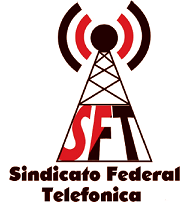 SFT
Sindicato Federal
Telefonica